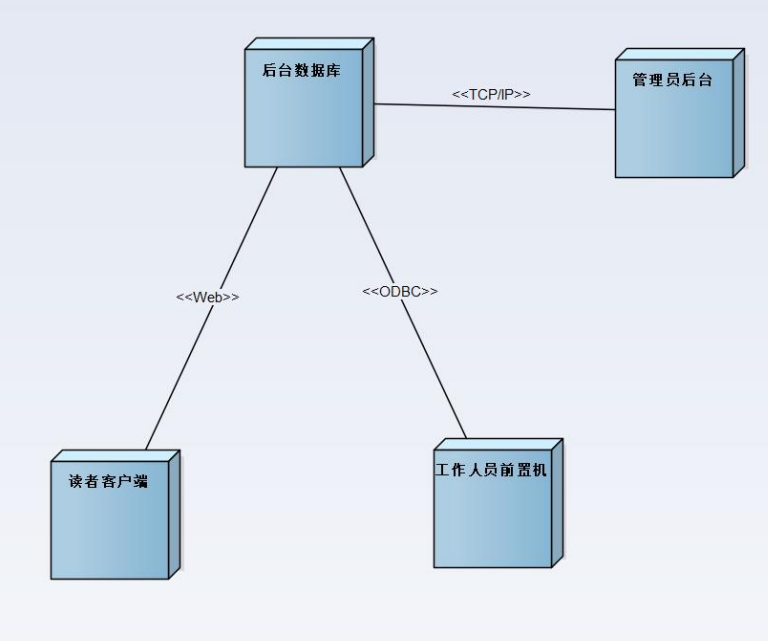 后台数据库
管理员后台
<<TCP/IP>>
<<Web>>
<<ODBC>>
读者客户端
工作人员前置机